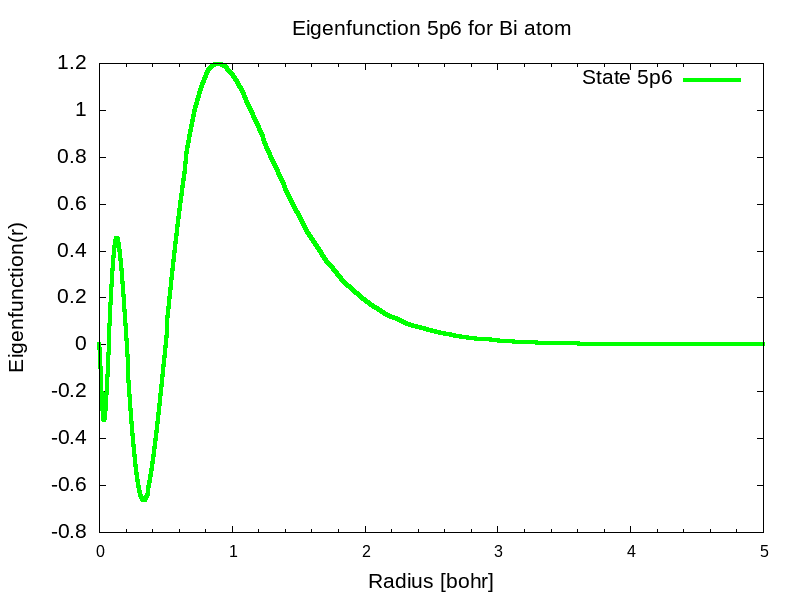 Eigenfunction 5p6 for Bi atom
State 5p6
1.2
1
0.8
0.6
0.4
0.2
0
-0.2
-0.4
-0.6
-0.8
Eigenfunction(r)
0 1 2 3 4 5
Radius [bohr]